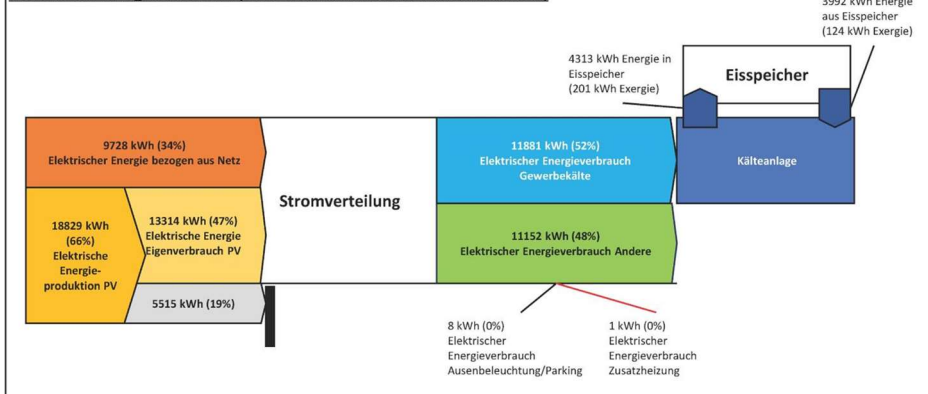 3992 kWh Energie
aus Eisspeicher
(124 kWh Exergie)
4313 kWh Energie in
Eisspeicher
(201 kWh Exergie)
Eisspeicher
9728 kWh (34%)
Elektrischer Energie bezogen aus Netz
11881 kWh (52%)
Elektrischer Energieverbrauch
Gewerbekälte
Kälteanlage
Stromverteilung
18829 kWh
(66%)
Elektrische
Energie-
produktion PV
13314 kWh (47%)
Elektrische Energie
Eigenverbrauch PV
11152 kWh (48%)
Elektrischer Energieverbrauch Andere
5515 kWh (19%)
8 kWh (0%)
Elektrischer
Energieverbrauch
Ausenbeleuchtung/Parking
1 kWh (0%)
Elektrischer
Energieverbrauch
Zusatzheizung